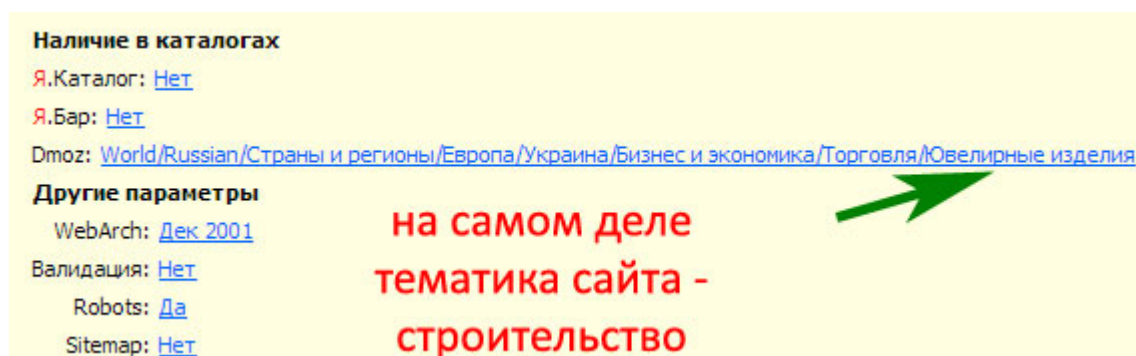 Наличие в каталогах
Я.Каталог: Нет
Я.Бар: Нет
Dmoz: World/Russian/Страны и регионы/Европа/Украина/Бизнес и экономика/Торговля/Ювелирные изделия
Другие параметры
WebArch: Дек 2001
Валидация: Нет
Robots: Да
Sitemap: Нет
на самом деле
тематика сайта -
строительство